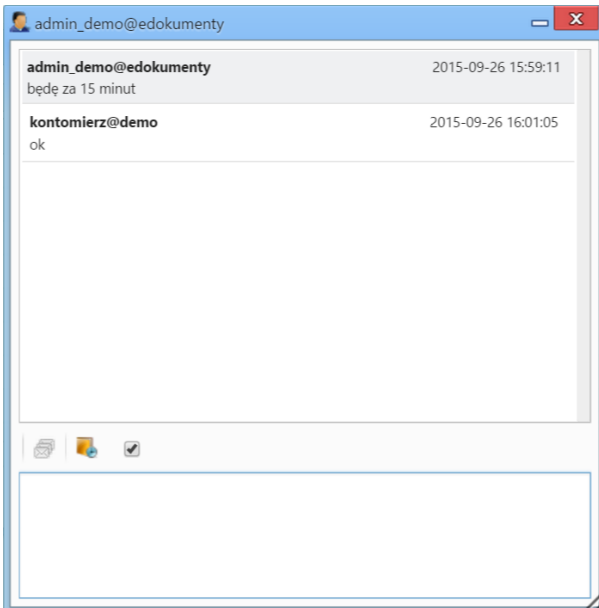 admin_demo@edokumenty
admin_demo@edokumenty 2015-09-26 15:59:11
będę za 15 minut
kontomierz@demo 2015-09-26 16:01:05
ok